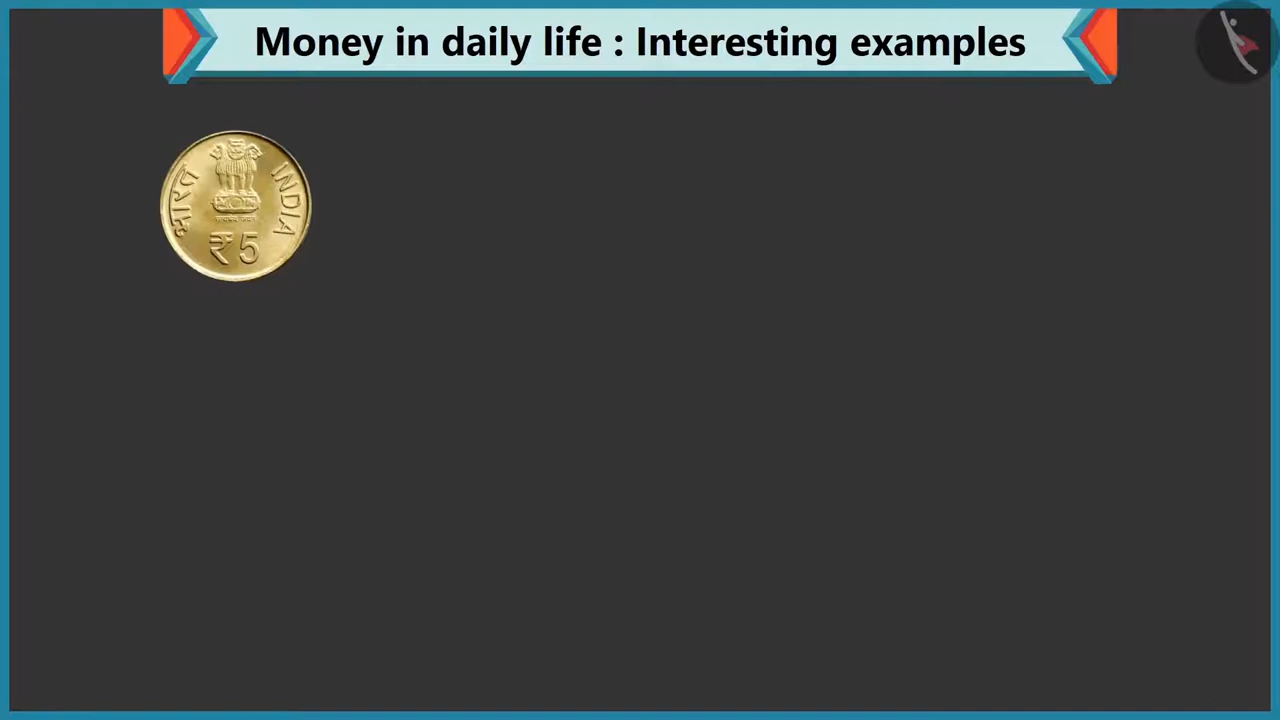 Money in daily life : Interesting examples
भारत
INDIA
₹5